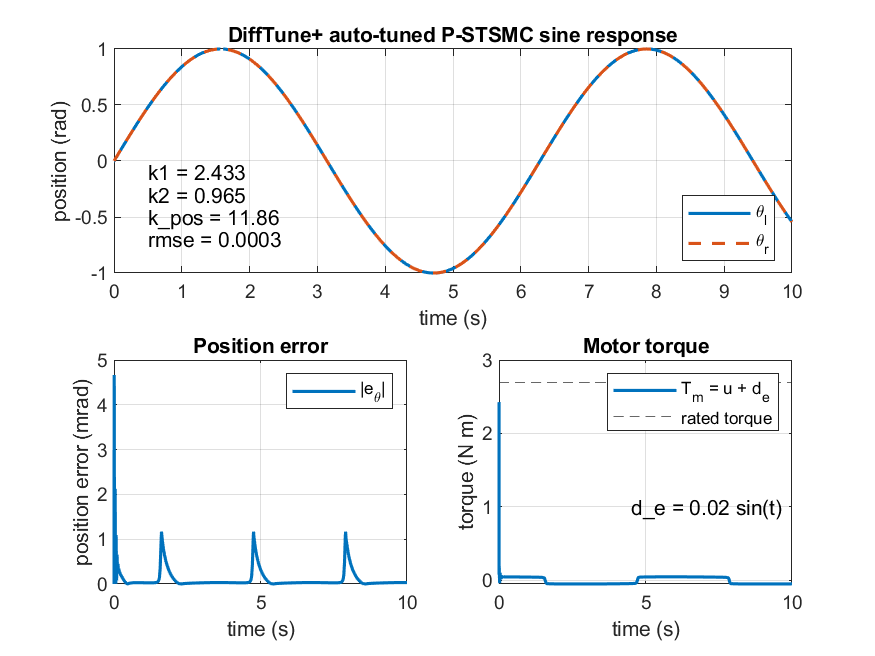 DiffTune+ auto-tuned P-STSMC sine response
1
0.5
0
-0.5
-1
position (rad)
k1 = 2.433
k2 = 0.965
k_pos = 11.86
rmse = 0.0003
θl
θr
0 1 2 3 4 5 6 7 8 9 10
time (s)
Position error
5
4
3
2
1
0
position error (mrad)
|eθ|
0 5 10
time (s)
Motor torque
3
2
1
0
torque (N m)
Tm = u + de
rated torque
d_e = 0.02 sin(t)
0 5 10
time (s)